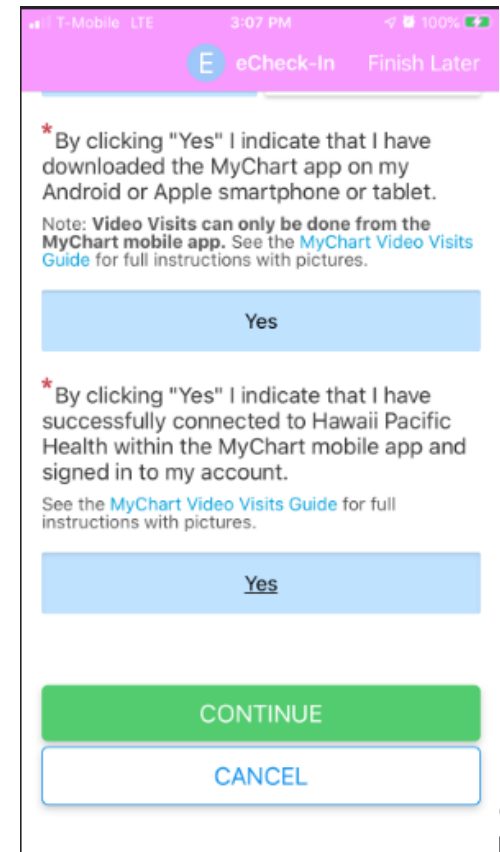 T-Mobile LTE 3:07 PM 100%
E eCheck-In Finish Later
*By clicking "Yes" I indicate that I have
downloaded the MyChart app on my
Android or Apple smartphone or tablet.
Note: Video Visits can only be done from the
MyChart mobile app. See the MyChart Video Visits
Guide for full instructions with pictures.
Yes
*By clicking "Yes" I indicate that I have
successfully connected to Hawaii Pacific
Health within the MyChart mobile app and
signed in to my account.
See the MyChart Video Visits Guide for full
instructions with pictures.
Yes
CONTINUE
CANCEL